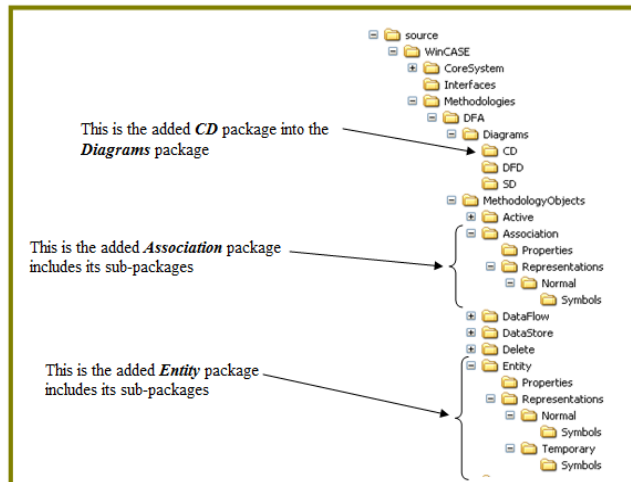 source
WinCASE
CoreSystem
Interfaces
Methodologies
DFA
Diagrams
This is the added CD package into the
Diagrams package
CD
DFD
SD
MethodologyObjects
Active
This is the added Association package
includes its sub-packages
Association
Properties
Representations
Normal
Symbols
DataFlow
DataStore
Delete
This is the added Entity package
includes its sub-packages
Entity
Properties
Representations
Normal
Symbols
Temporary
Symbols